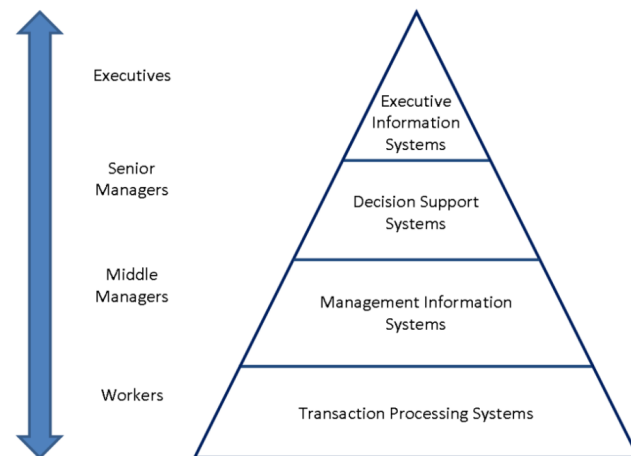 Executives
Executive
Information
Systems
Senior
Managers
Decision Support
Systems
Middle
Managers
Management Information
Systems
Workers
Transaction Processing Systems